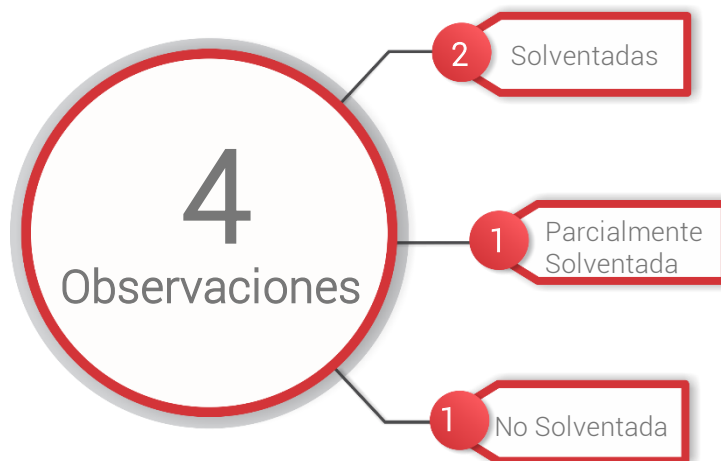 4
Observaciones
2
Solventadas
1
Parcialmente
Solventada
1
No Solventada